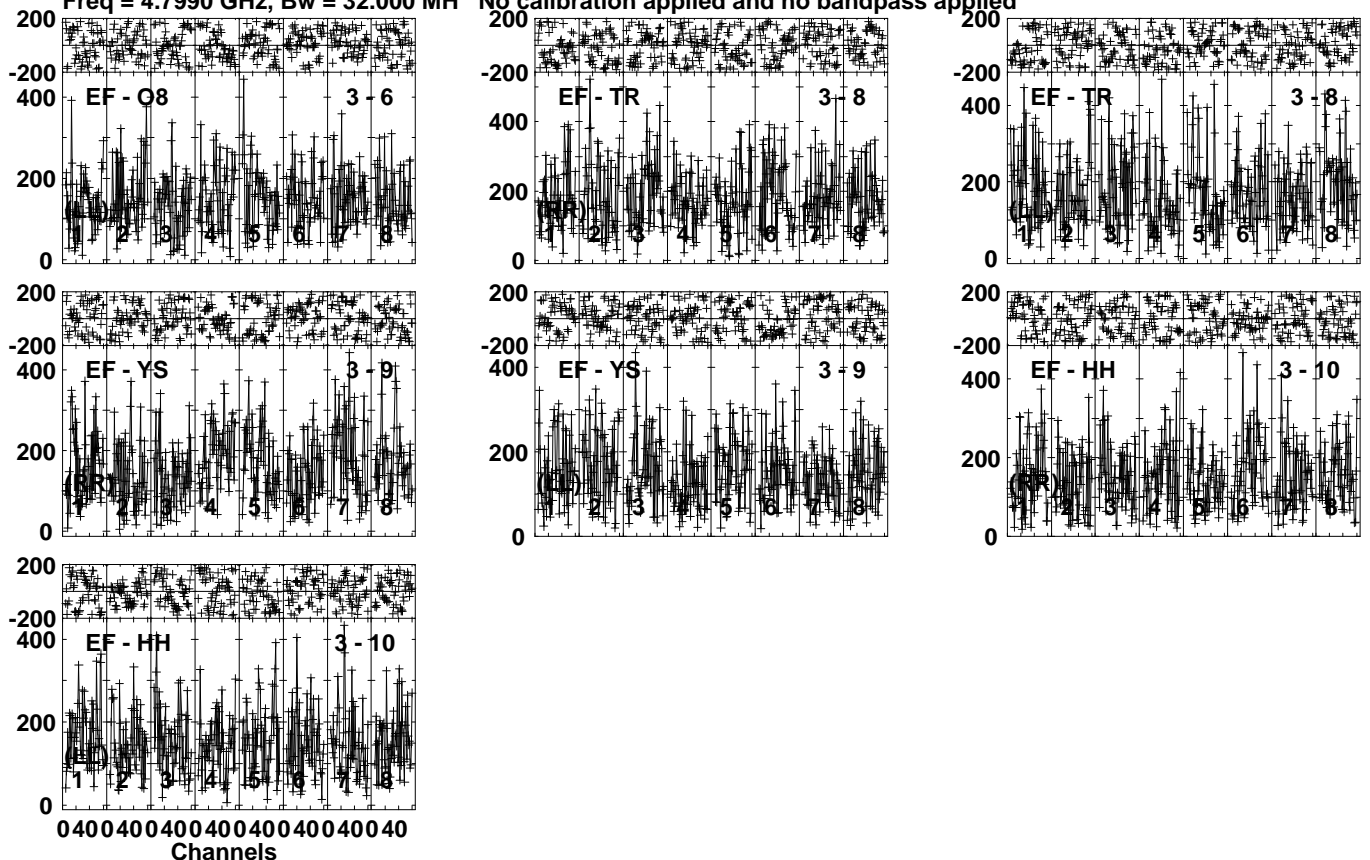 Freq = 4.7990 GHz, Bw = 32.000 MH No calibration applied and no bandpass applied
200 200 200
-200 -200 -200
EF - O8 3 - 6 EF - TR 3 - 8 EF - TR 3 - 8
400 400 400
200 200 200
(LL) (RR) (LL)
1 2 3 4 5 6 7 8 1 2 3 4 5 6 7 8 1 2 3 4 5 6 7 8
0 0 0
200 200 200
-200 -200 -200
EF - YS 3 - 9 EF - YS 3 - 9 EF - HH 3 - 10
400 400 400
200 200 200
(RR) (LL) (RR)
1 2 3 4 5 6 7 8 1 2 3 4 5 6 7 8 1 2 3 4 5 6 7 8
0 0 0
200
-200
EF - HH 3 - 10
400
200
(LL)
1 2 3 4 5 6 7 8
0
0 40 0 40 0 40 0 40 0 40 0 40 0 40 0 40
Channels